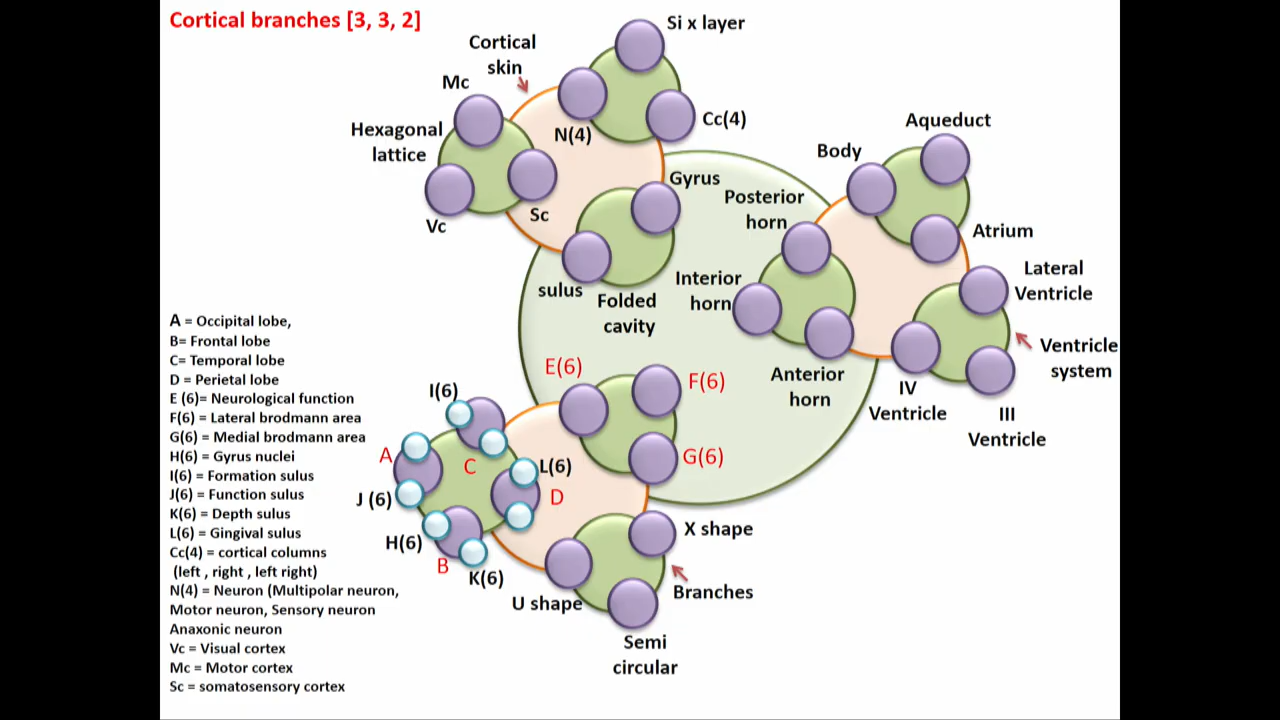 Cortical branches [3, 3, 2]
Si x layer
Cortical
skin
Mc
N(4)
Cc(4)
Hexagonal
lattice
Vc
Sc
Gyrus
sulus
Folded
cavity
Aqueduct
Body
Posterior
horn
Atrium
Interior
horn
Lateral
Ventricle
Ventricle
system
Anterior
horn
IV
Ventricle
III
Ventricle
E(6)
F(6)
G(6)
I(6)
A
C
L(6)
D
J (6)
H(6)
B
K(6)
X shape
Branches
U shape
Semi
circular
A = Occipital lobe,
B= Frontal lobe
C= Temporal lobe
D = Perietal lobe
E (6)= Neurological function
F(6) = Lateral brodmann area
G(6) = Medial brodmann area
H(6) = Gyrus nuclei
I(6) = Formation sulus
J(6) = Function sulus
K(6) = Depth sulus
L(6) = Gingival sulus
Cc(4) = cortical columns
(left , right , left right)
N(4) = Neuron (Multipolar neuron,
Motor neuron, Sensory neuron
Anaxonic neuron
Vc = Visual cortex
Mc = Motor cortex
Sc = somatosensory cortex